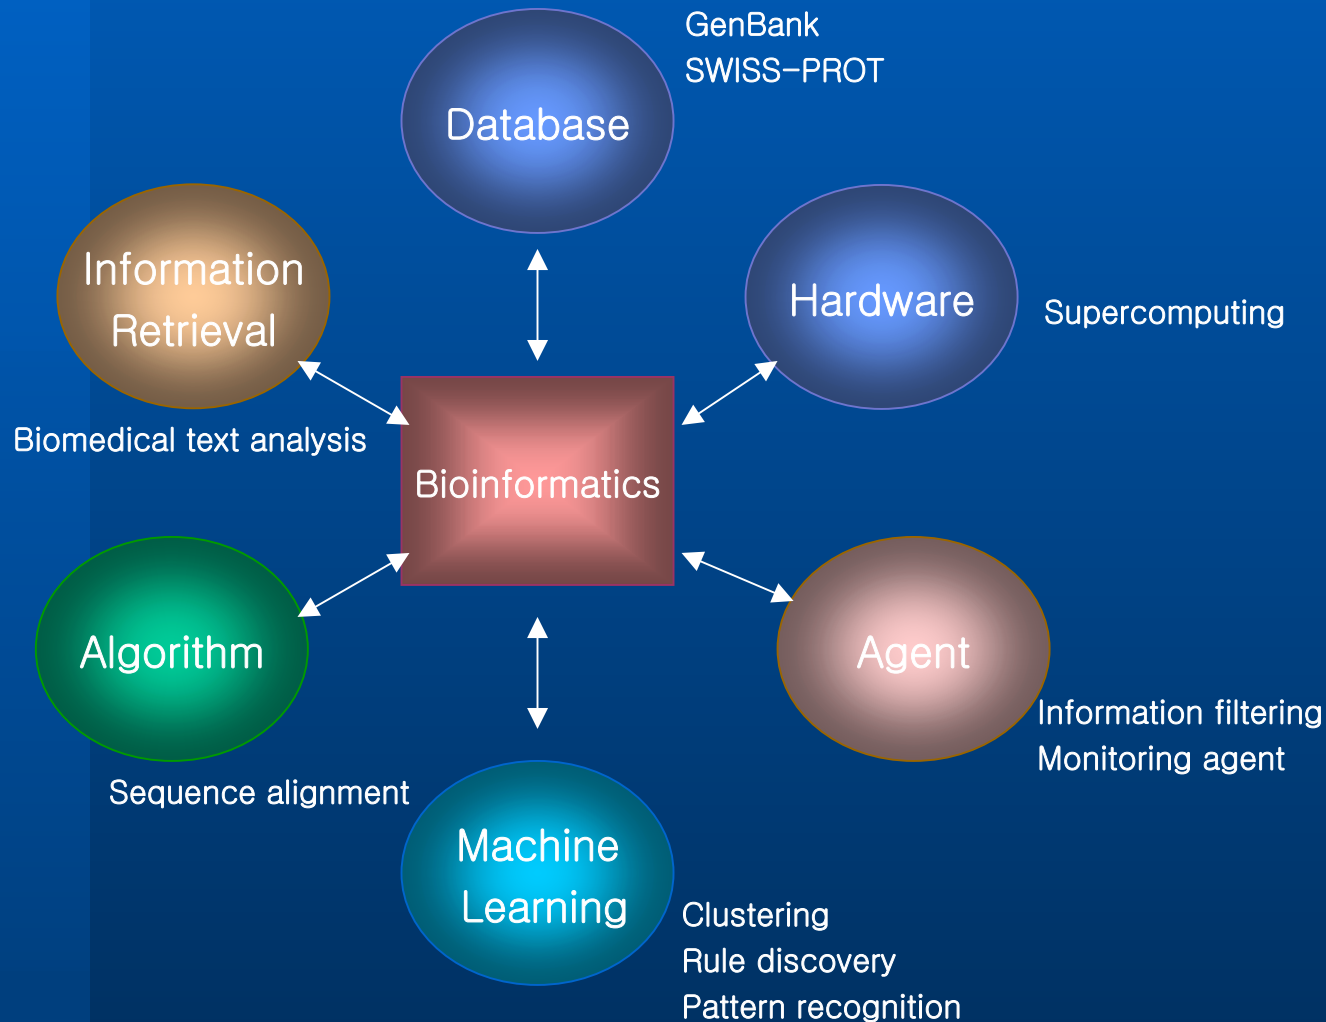 GenBank
SWISS-PROT
Database
Information
Retrieval
Hardware
Supercomputing
Biomedical text analysis
Bioinformatics
Algorithm
Agent
Information filtering
Monitoring agent
Sequence alignment
Machine
Learning
Clustering
Rule discovery
Pattern recognition